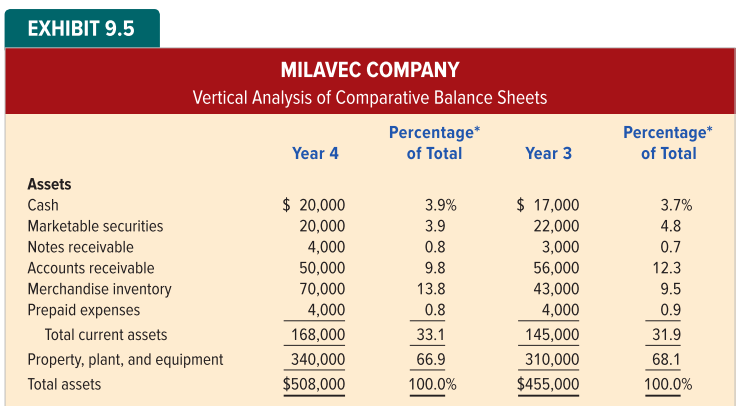 EXHIBIT 9.5
MILAVEC COMPANY
Vertical Analysis of Comparative Balance Sheets
Year 4 Percentage* of Total Year 3 Percentage* of Total
Assets
Cash $ 20,000 3.9% $ 17,000 3.7%
Marketable securities 20,000 3.9 22,000 4.8
Notes receivable 4,000 0.8 3,000 0.7
Accounts receivable 50,000 9.8 56,000 12.3
Merchandise inventory 70,000 13.8 43,000 9.5
Prepaid expenses 4,000 0.8 4,000 0.9
Total current assets 168,000 33.1 145,000 31.9
Property, plant, and equipment 340,000 66.9 310,000 68.1
Total assets $508,000 100.0% $455,000 100.0%